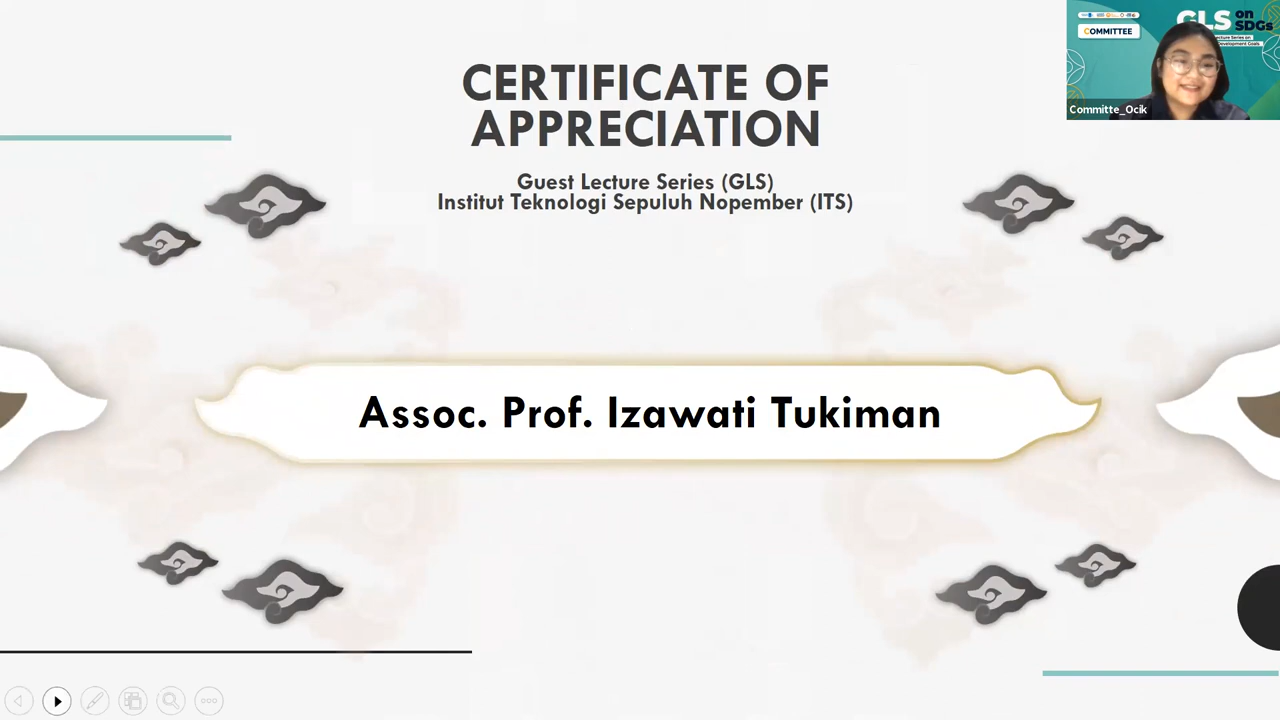 CERTIFICATE OF
APPRECIATION
Guest Lecture Series (GLS)
Institut Teknologi Sepuluh Nopember (ITS)
Assoc. Prof. Izawati Tukiman
COMMITTEE
GLS on
SDGs
Committe_Ocik